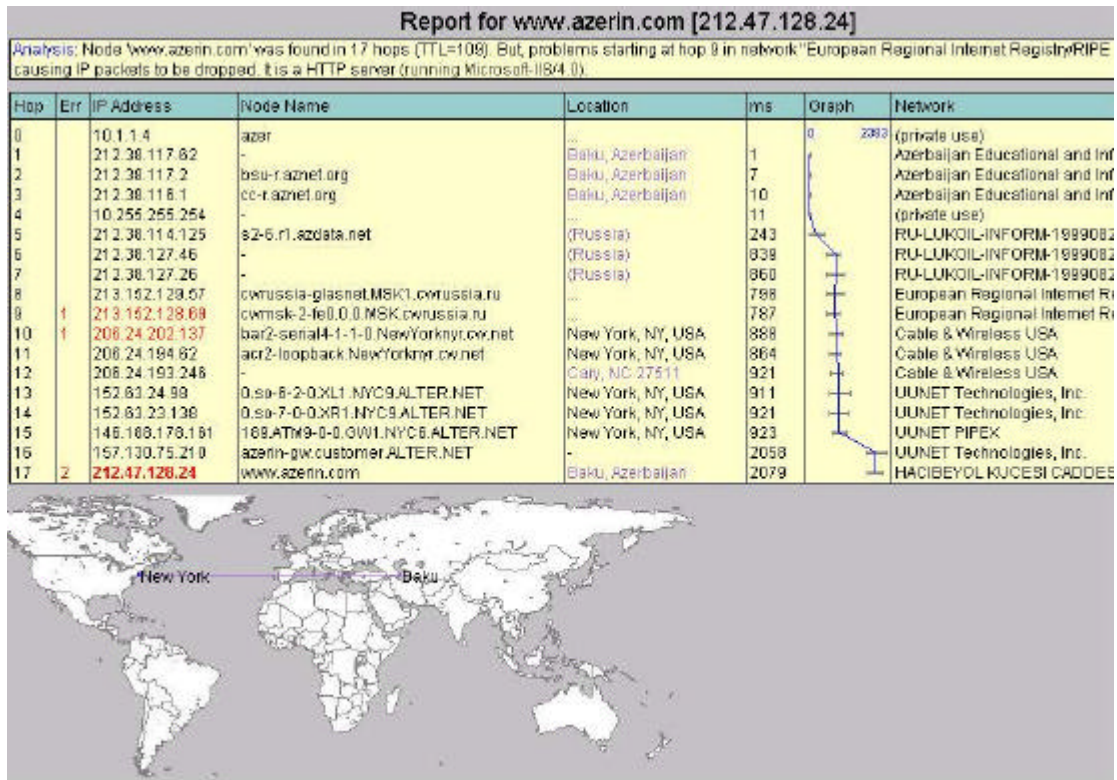 Report for www.azerin.com [212.47.128.24]
Analysis: Node 'www.azerin.com' was found in 17 hops (TTL=109). But, problems starting at hop 9 in network "European Regional Internet Registry/RIPE
causing IP packets to be dropped. It is a HTTP server (running Microsoft-IIS/4.0).
Hop Err IP Address Node Name Location ms Graph Network
0 10.1.1.4 azer ... 0 2393 (private use)
1 212.38.117.62 - Baku, Azerbaijan 1 Azerbaijan Educational and Inf
2 212.38.117.2 bsu-r.aznet.org Baku, Azerbaijan 7 Azerbaijan Educational and Inf
3 212.38.116.1 cc-r.aznet.org Baku, Azerbaijan 10 Azerbaijan Educational and Inf
4 10.255.255.254 - ... 11 (private use)
5 212.38.114.125 s2-6.r1.azdata.net (Russia) 243 RU-LUKOIL-INFORM-1999082
6 212.38.127.46 - (Russia) 839 RU-LUKOIL-INFORM-1999082
7 212.38.127.26 - (Russia) 860 RU-LUKOIL-INFORM-1999082
8 213.152.129.57 cwrussia-glasnet.MSK1.cwrussia.ru ... 798 European Regional Internet Re
9 1 213.152.128.69 cwmsk-2-fe0.0.0.MSK.cwrussia.ru ... 787 European Regional Internet Re
10 1 206.24.202.137 bar2-serial4-1-1-0.NewYorknyr.cw.net New York, NY, USA 888 Cable & Wireless USA
11 206.24.194.62 acr2-loopback.NewYorknyr.cw.net New York, NY, USA 864 Cable & Wireless USA
12 206.24.193.246 - Cary, NC 27511 921 Cable & Wireless USA
13 152.63.24.98 0.so-6-2-0.XL1.NYC9.ALTER.NET New York, NY, USA 911 UUNET Technologies, Inc.
14 152.63.23.138 0.so-7-0-0.XR1.NYC9.ALTER.NET New York, NY, USA 921 UUNET Technologies, Inc.
15 146.188.178.161 189.ATM9-0-0.GW1.NYC6.ALTER.NET New York, NY, USA 923 UUNET PIPEX
16 157.130.75.210 azerin-gw.customer.ALTER.NET - 2058 UUNET Technologies, Inc.
17 2 212.47.128.24 www.azerin.com Baku, Azerbaijan 2079 HACIBEYOL KUCESI CADDES
New York
Baku